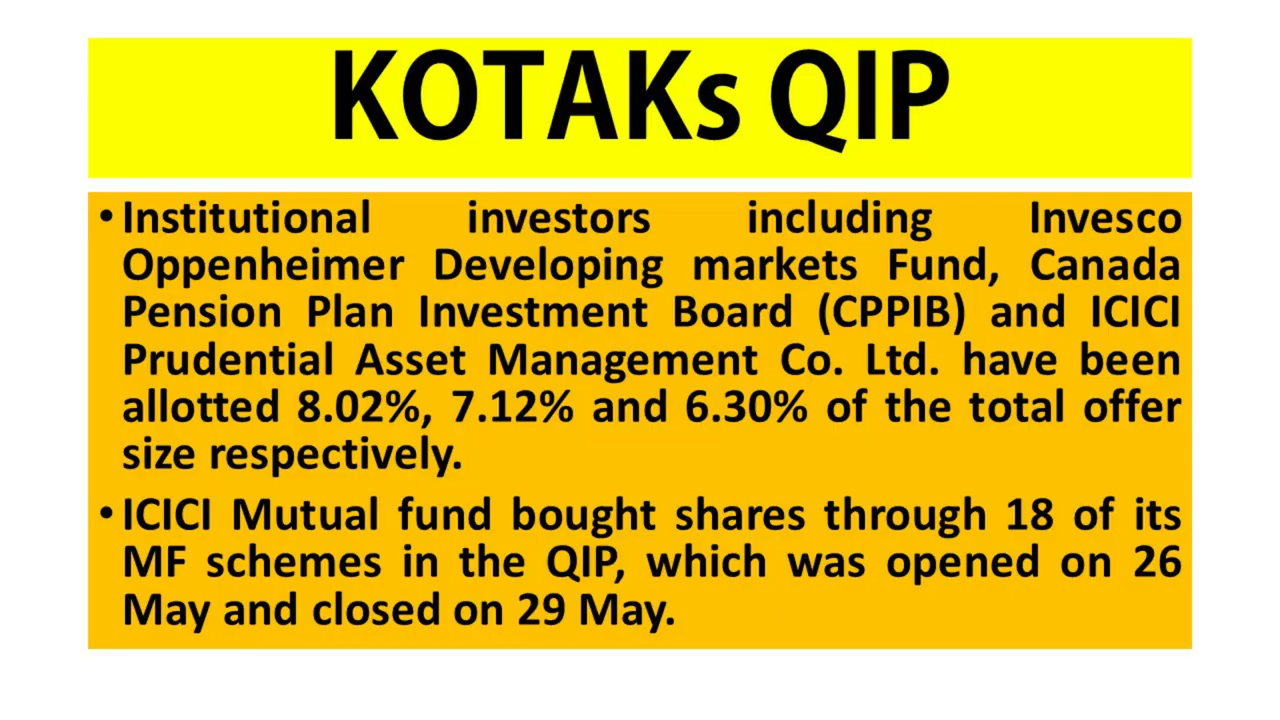 KOTAKs QIP
• Institutional investors including Invesco
Oppenheimer Developing markets Fund, Canada
Pension Plan Investment Board (CPPIB) and ICICI
Prudential Asset Management Co. Ltd. have been
allotted 8.02%, 7.12% and 6.30% of the total offer
size respectively.
• ICICI Mutual fund bought shares through 18 of its
MF schemes in the QIP, which was opened on 26
May and closed on 29 May.